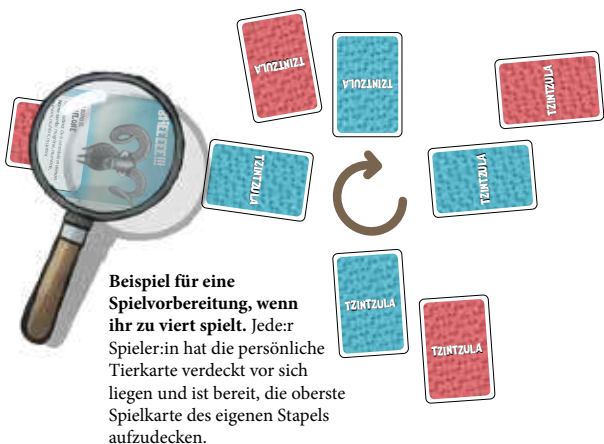 TZINTZULA
TZINTZULA
TZINTZULA
TZINTZULA
TZINTZULA
TZINTZULA
TZINTZULA
Beispiel für eine
Spielvorbereitung, wenn
ihr zu viert spielt. Jede:r
Spieler:in hat die persönliche
Tierkarte verdeckt vor sich
liegen und ist bereit, die oberste
Spielkarte des eigenen Stapels
aufzudecken.